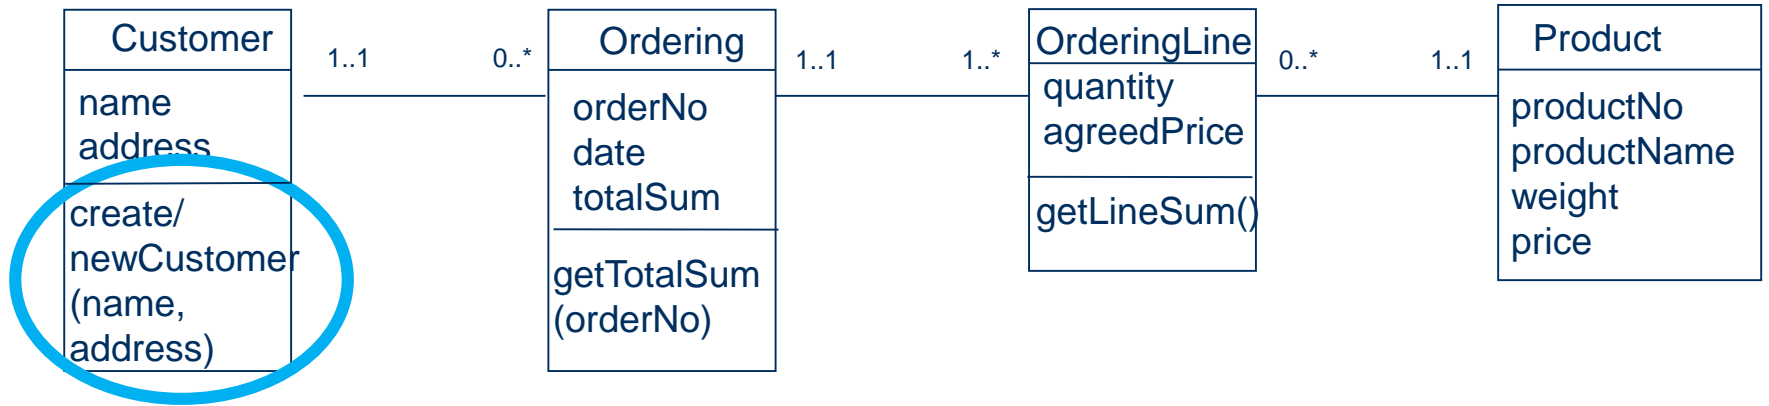 Customer
name
address
create/
newCustomer
(name,
address)
1..1
0..*
Ordering
orderNo
date
totalSum
getTotalSum
(orderNo)
1..1
1..*
OrderingLine
quantity
agreedPrice
getLineSum()
0..*
1..1
Product
productNo
productName
weight
price